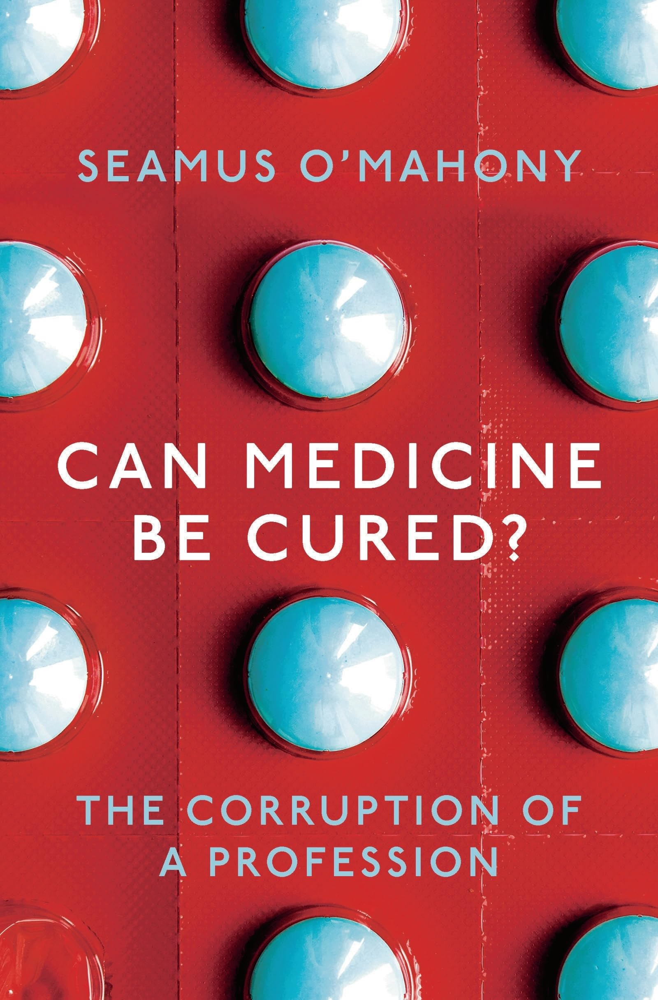 SEAMUS O’MAHONY
CAN MEDICINE
BE CURED?
THE CORRUPTION OF
A PROFESSION